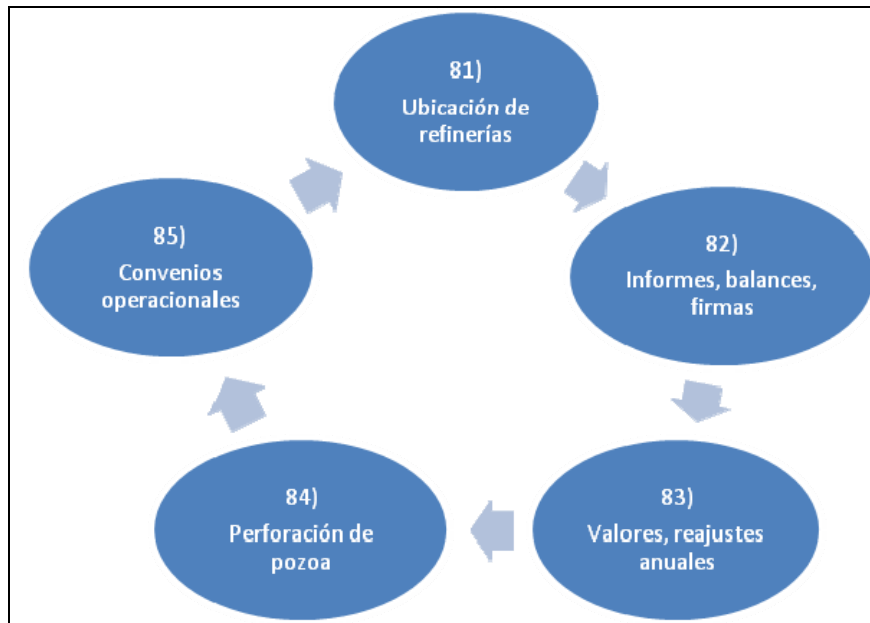 81)
Ubicación de
refinerías
82)
Informes, balances,
firmas
83)
Valores, reajustes
anuales
84)
Perforación de
pozoa
85)
Convenios
operacionales